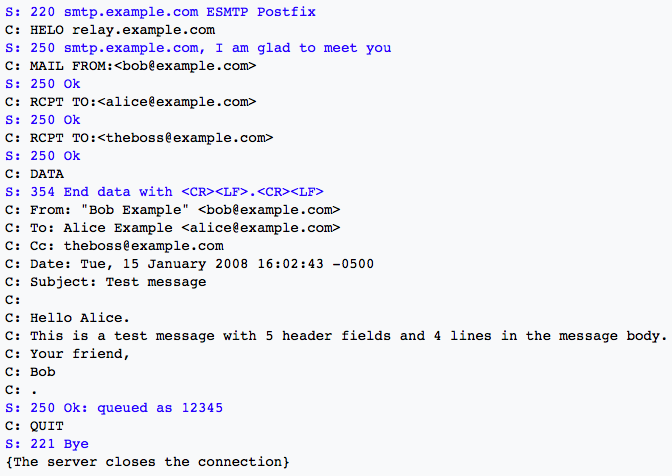 S: 220 smtp.example.com ESMTP Postfix
C: HELO relay.example.com
S: 250 smtp.example.com, I am glad to meet you
C: MAIL FROM:<bob@example.com>
S: 250 Ok
C: RCPT TO:<alice@example.com>
S: 250 Ok
C: RCPT TO:<theboss@example.com>
S: 250 Ok
C: DATA
S: 354 End data with <CR><LF>.<CR><LF>
C: From: "Bob Example" <bob@example.com>
C: To: Alice Example <alice@example.com>
C: Cc: theboss@example.com
C: Date: Tue, 15 January 2008 16:02:43 -0500
C: Subject: Test message
C:
C: Hello Alice.
C: This is a test message with 5 header fields and 4 lines in the message body.
C: Your friend,
C: Bob
C: .
S: 250 Ok: queued as 12345
C: QUIT
S: 221 Bye
{The server closes the connection}